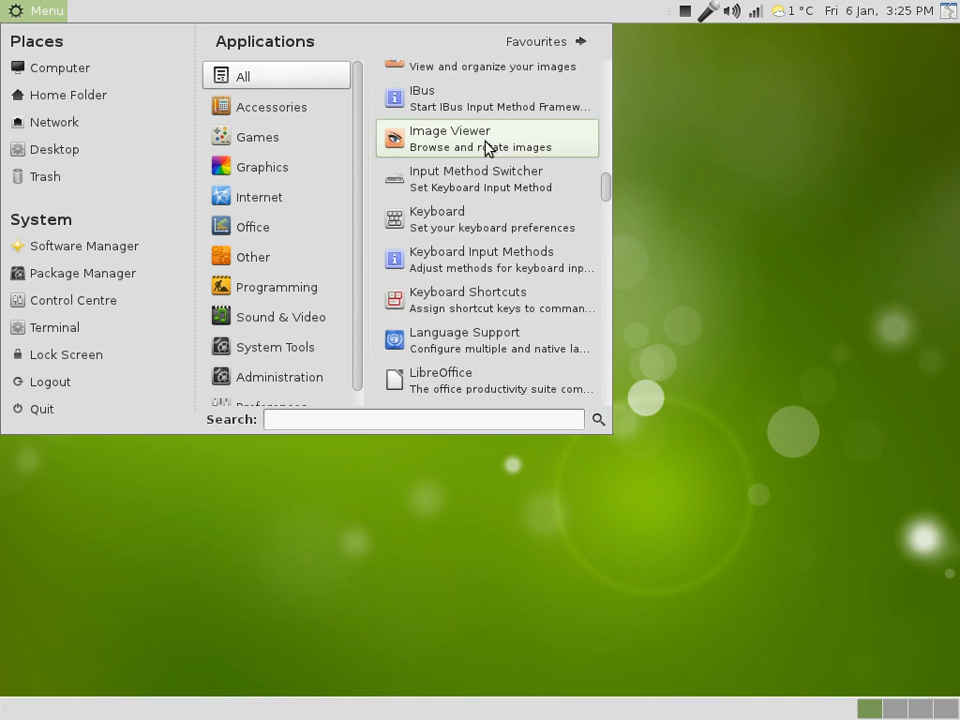 Menu
1 °C Fri 6 Jan, 3:25 PM
Places
Computer
Home Folder
Network
Desktop
Trash
System
Software Manager
Package Manager
Control Centre
Terminal
Lock Screen
Logout
Quit
Applications
Favourites
All
Accessories
Games
Graphics
Internet
Office
Other
Programming
Sound & Video
System Tools
Administration
Preferences
View and organize your images
IBus
Start IBus Input Method Framew...
Image Viewer
Browse and rotate images
Input Method Switcher
Set Keyboard Input Method
Keyboard
Set your keyboard preferences
Keyboard Input Methods
Adjust methods for keyboard inp...
Keyboard Shortcuts
Assign shortcut keys to comman...
Language Support
Configure multiple and native la...
LibreOffice
The office productivity suite com...
Search: